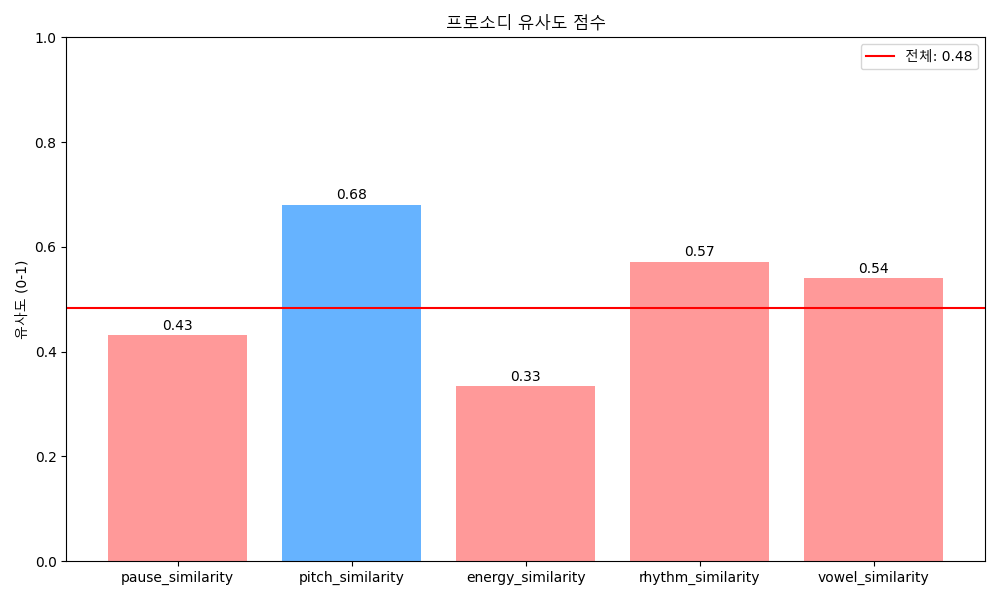 프로소디 유사도 점수
전체: 0.48
유사도 (0-1)
1.0
0.8
0.6
0.4
0.2
0.0
0.43
0.68
0.33
0.57
0.54
pause_similarity
pitch_similarity
energy_similarity
rhythm_similarity
vowel_similarity